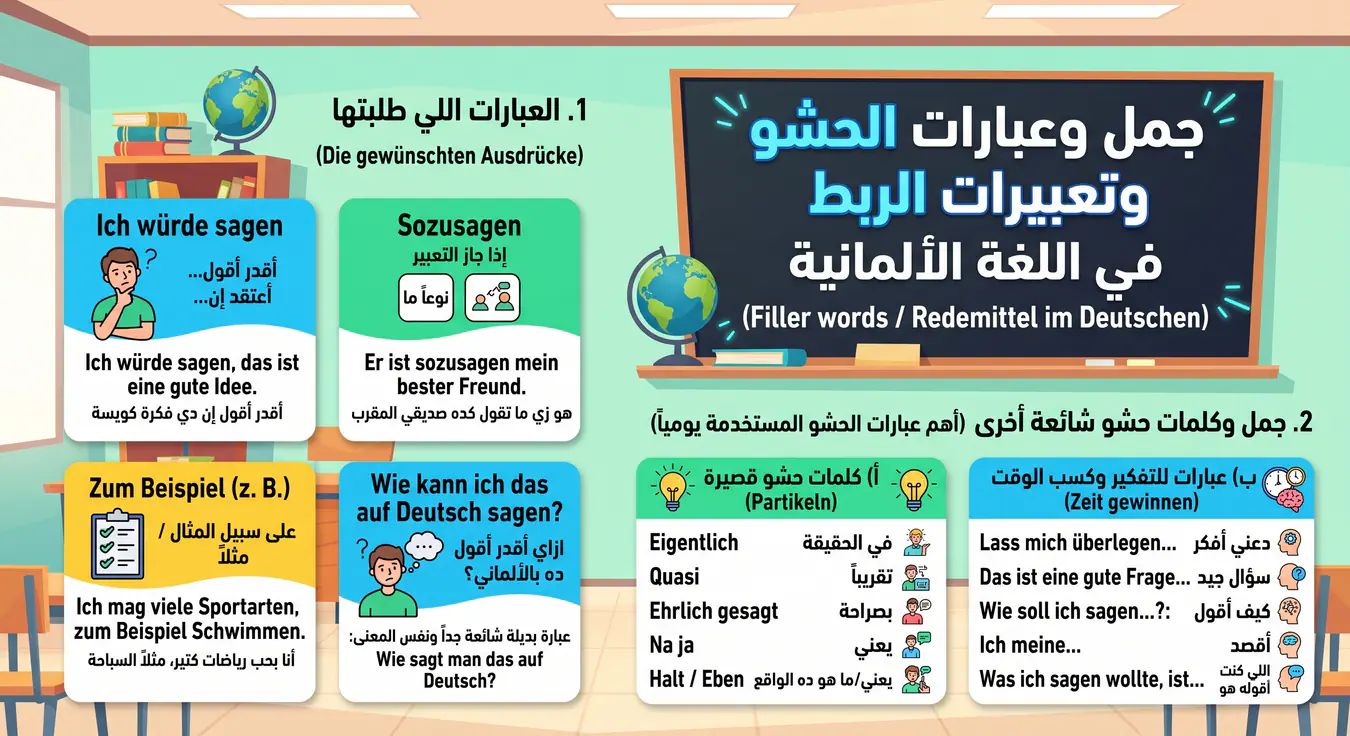 جمل وعبارات الحشو
وتعبيرات الربط
في اللغة الألمانية
(Filler words / Redemittel im Deutschen)
1. العبارات اللي طلبتها
(Die gewünschten Ausdrücke)
Ich würde sagen
أقدر أقول...
أعتقد إن...
Ich würde sagen, das ist
eine gute Idee.
أقدر أقول إن دي فكرة كويسة
Sozusagen
إذا جاز التعبير
نوعاً ما
Er ist sozusagen mein
bester Freund.
هو زي ما تقول كده صديقي المقرب
Zum Beispiel (z. B.)
على سبيل المثال /
مثلاً
Ich mag viele Sportarten,
zum Beispiel Schwimmen.
أنا بحب رياضات كتير، مثلاً السباحة
Wie kann ich das
auf Deutsch sagen?
ازاي أقدر أقول
ده بالألماني؟
عبارة بديلة شائعة جداً ونفس المعنى:
Wie sagt man das auf
Deutsch?
2. جمل وكلمات حشو شائعة أخرى (أهم عبارات الحشو المستخدمة يومياً)
أ) كلمات حشو قصيرة
(Partikeln)
Eigentlich في الحقيقة
Quasi تقريباً
Ehrlich gesagt بصراحة
Na ja يعني
Halt / Eben يعني/ما هو ده الواقع
ب) عبارات للتفكير وكسب الوقت
(Zeit gewinnen)
Lass mich überlegen... دعني أفكر
Das ist eine gute Frage... سؤال جيد
Wie soll ich sagen...?: كيف أقول
Ich meine... أقصد
Was ich sagen wollte, ist... اللي كنت
أقوله هو